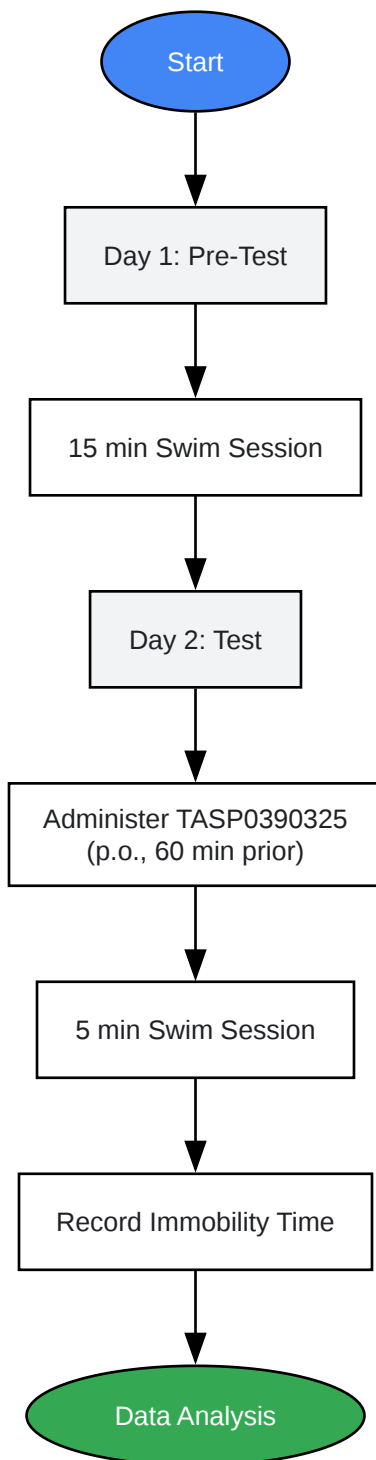 Start
Day 1: Pre-Test
15 min Swim Session
Day 2: Test
Administer TASP0390325
(p.o., 60 min prior)
5 min Swim Session
Record Immobility Time
Data Analysis